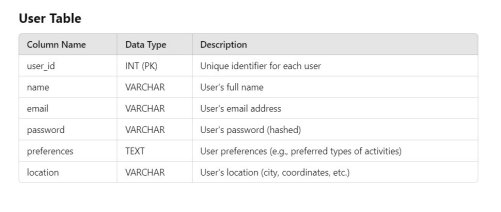 User Table
Column Name Data Type Description
user_id INT (PK) Unique identifier for each user
name VARCHAR User's full name
email VARCHAR User's email address
password VARCHAR User's password (hashed)
preferences TEXT User preferences (e.g., preferred types of activities)
location VARCHAR User's location (city, coordinates, etc.)